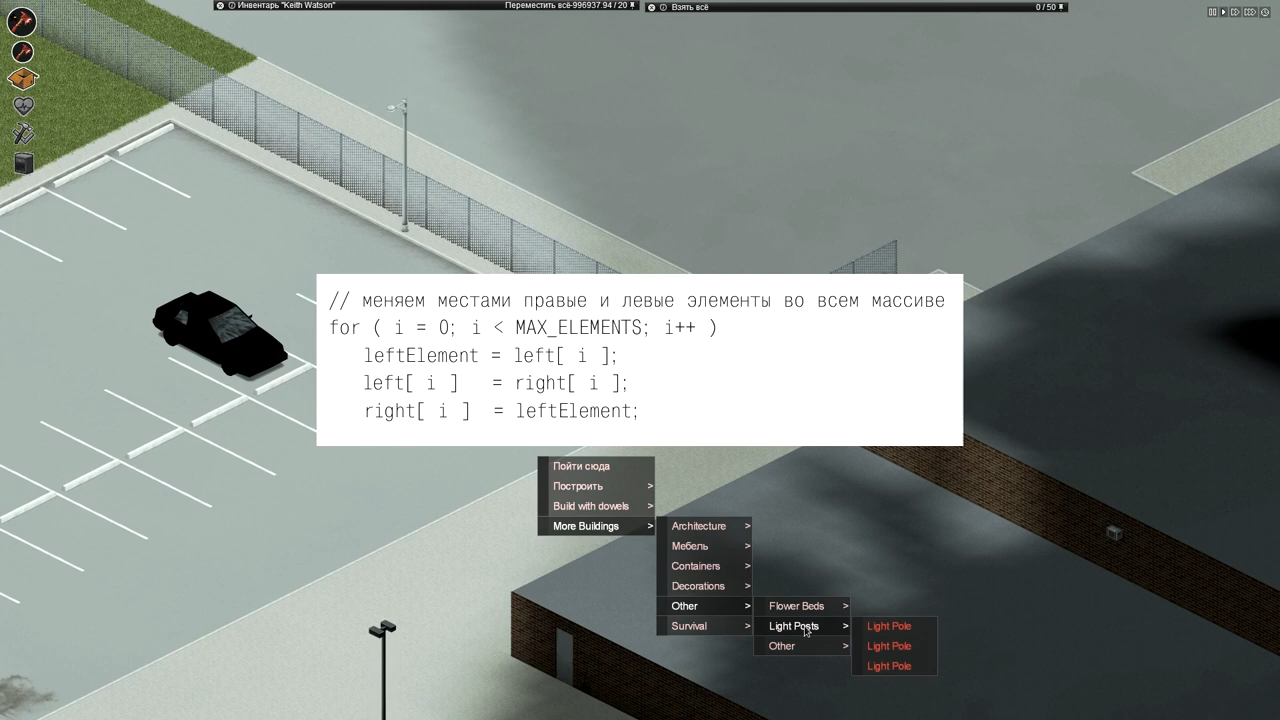 Инвентарь "Keith Watson"
Переместить всё-996937.94 / 20
Взять всё
0 / 50
// меняем местами правые и левые элементы во всем массиве
for ( i = 0; i < MAX_ELEMENTS; i++ )
leftElement = left[ i ];
left[ i ] = right[ i ];
right[ i ] = leftElement;
Пойти сюда
Построить >
Build with dowels >
More Buildings >
Architecture >
Мебель >
Containers >
Decorations >
Other >
Survival >
Flower Beds >
Light Posts >
Other >
Light Pole
Light Pole
Light Pole